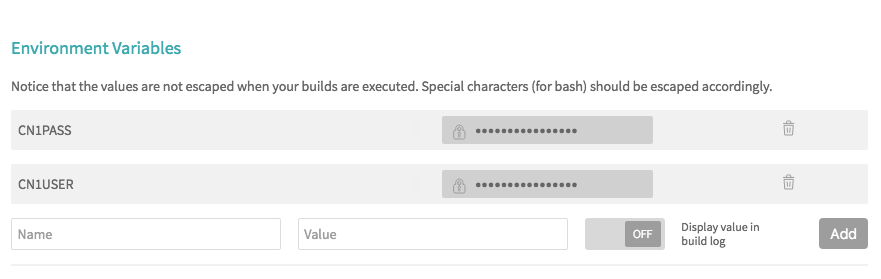 Environment Variables
Notice that the values are not escaped when your builds are executed. Special characters (for bash) should be escaped accordingly.
CN1PASS ••••••••••••••••
CN1USER ••••••••••••••••
Name Value OFF Display value in
build log Add